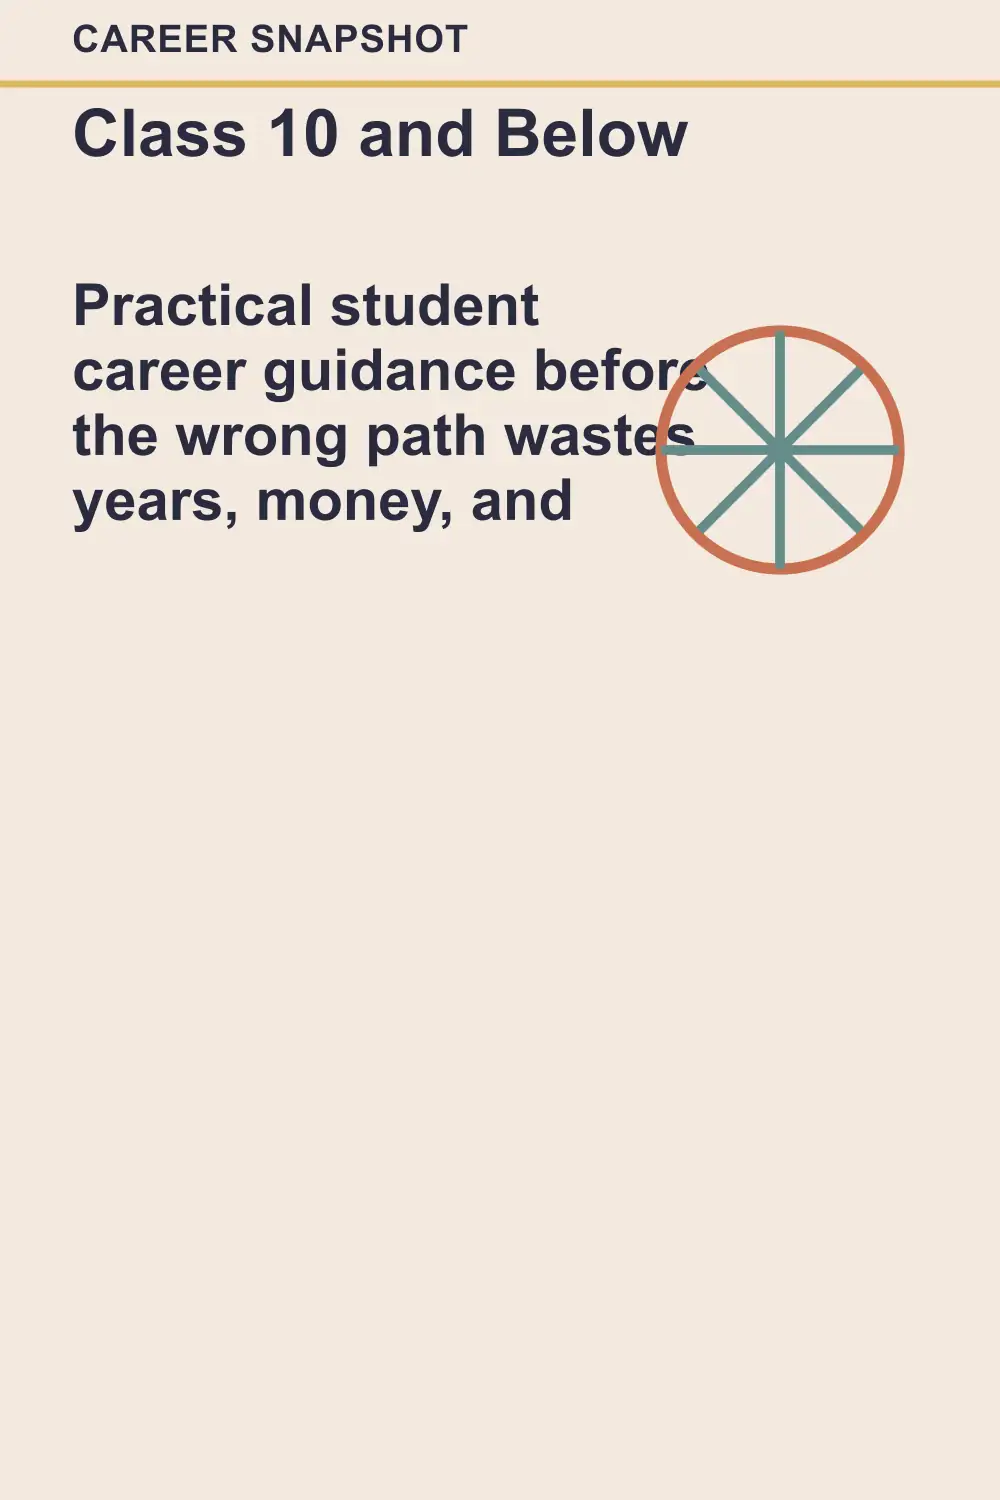 CAREER SNAPSHOT
Class 10 and Below
Practical student
career guidance before
the wrong path wastes
years, money, and